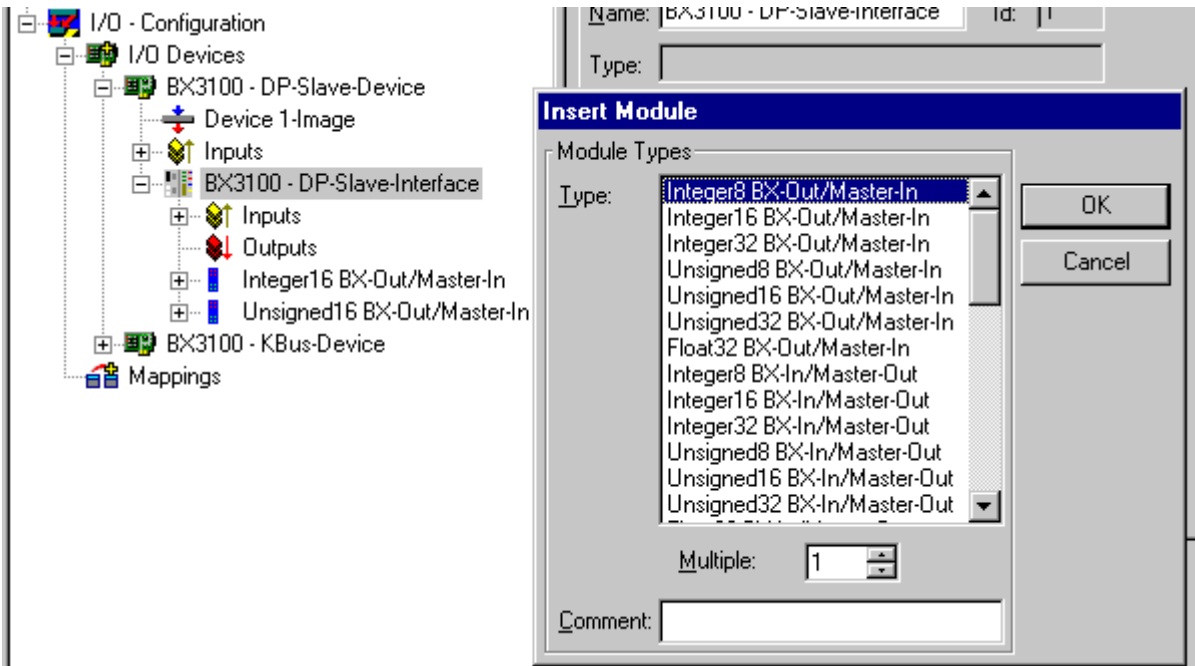 I/O - Configuration
I/O Devices
BX3100 - DP-Slave-Device
Device 1-Image
Inputs
BX3100 - DP-Slave-Interface
Inputs
Outputs
Integer16 BX-Out/Master-In
Unsigned16 BX-Out/Master-In
BX3100 - KBus-Device
Mappings
Name: BX3100 - DP-Slave-Interface Id: 1
Type:
Insert Module
Module Types
Type:
Integer8 BX-Out/Master-In
Integer16 BX-Out/Master-In
Integer32 BX-Out/Master-In
Unsigned8 BX-Out/Master-In
Unsigned16 BX-Out/Master-In
Unsigned32 BX-Out/Master-In
Float32 BX-Out/Master-In
Integer8 BX-In/Master-Out
Integer16 BX-In/Master-Out
Integer32 BX-In/Master-Out
Unsigned8 BX-In/Master-Out
Unsigned16 BX-In/Master-Out
Unsigned32 BX-In/Master-Out
OK
Cancel
Multiple: 1
Comment: